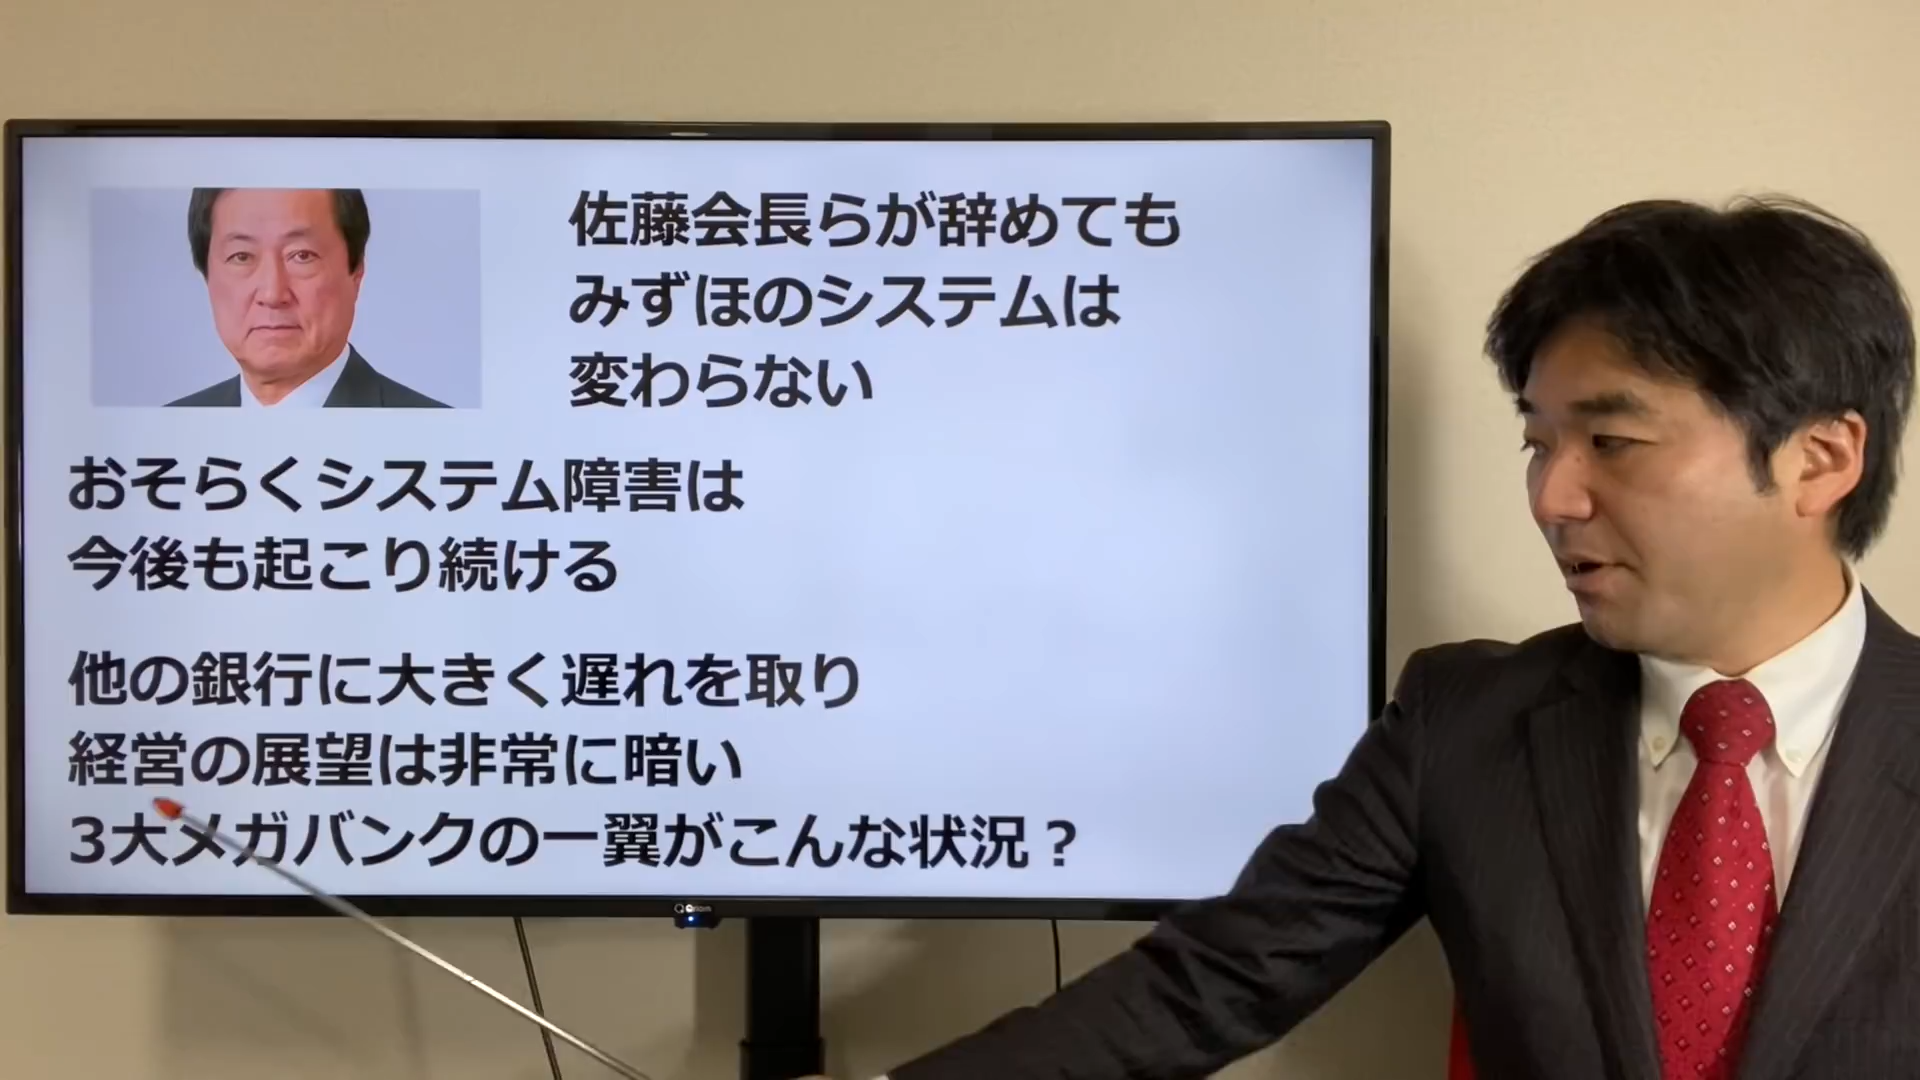 佐藤会長らが辞めても
みずほのシステムは
変わらない
おそらくシステム障害は
今後も起こり続ける
他の銀行に大きく遅れを取り
経営の展望は非常に暗い
3大メガバンクの一翼がこんな状況？